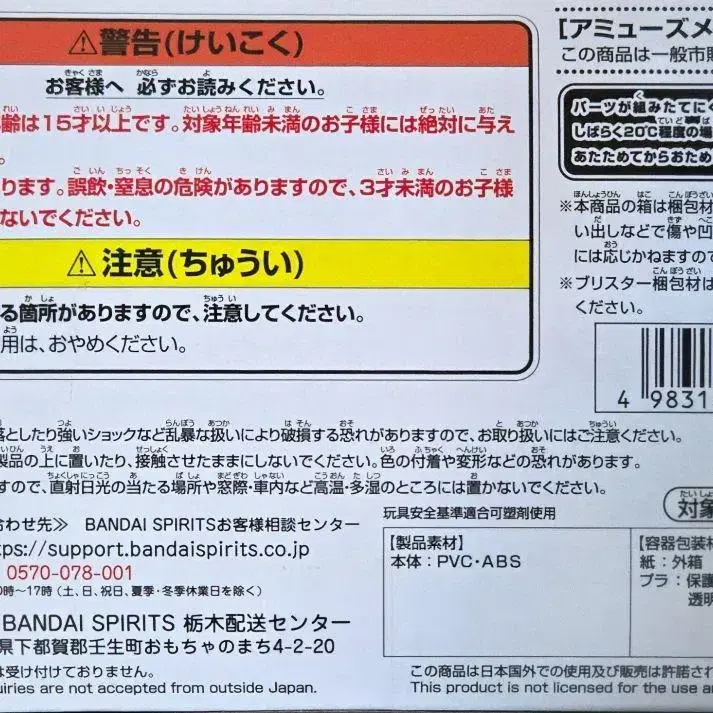 ⚠警告(けいこく)
お客様へ 必ずお読みください。
齢は15才以上です。対象年齢未満のお子様には絶対に与え
。
ります。誤飲・窒息の危険がありますので、3才未満のお子様
ないでください。
⚠注意(ちゅうい)
る箇所がありますので、注意してください。
用は、おやめください。
【アミューズメ
この商品は一般市販
パーツが組みたてにく
しばらく20℃程度の場
あたためてからおため
※本商品の箱は梱包材
い出しなどで傷や凹
には応じかねますので
※ブリスター梱包材は
ください。
4 9831
落としたり強いショックなど乱暴な扱いにより破損する恐れがありますので、お取り扱いにはご注意ください。
製品の上に置いたり、接触させたままにしないでください。色の付着や変形などの恐れがあります。
すので、直射日光の当たる場所や窓際・車内など高温・多湿のところには置かないでください。
合わせ先≫ BANDAI SPIRITSお客様相談センター
tps://support.bandaispirits.co.jp
0570-078-001
0時〜17時(土、日、祝日、夏季・冬季休業日を除く)
BANDAI SPIRITS 栃木配送センター
県下都賀郡壬生町おもちゃのまち4-2-20
は受け付けておりません。
uiries are not accepted from outside Japan.
玩具安全基準適合可塑剤使用
【製品素材】
本体：PVC・ABS
対象
【容器包装材
紙：外箱
プラ：保護
透明
この商品は日本国外での使用及び販売は許諾され
This product is not licensed for the use an